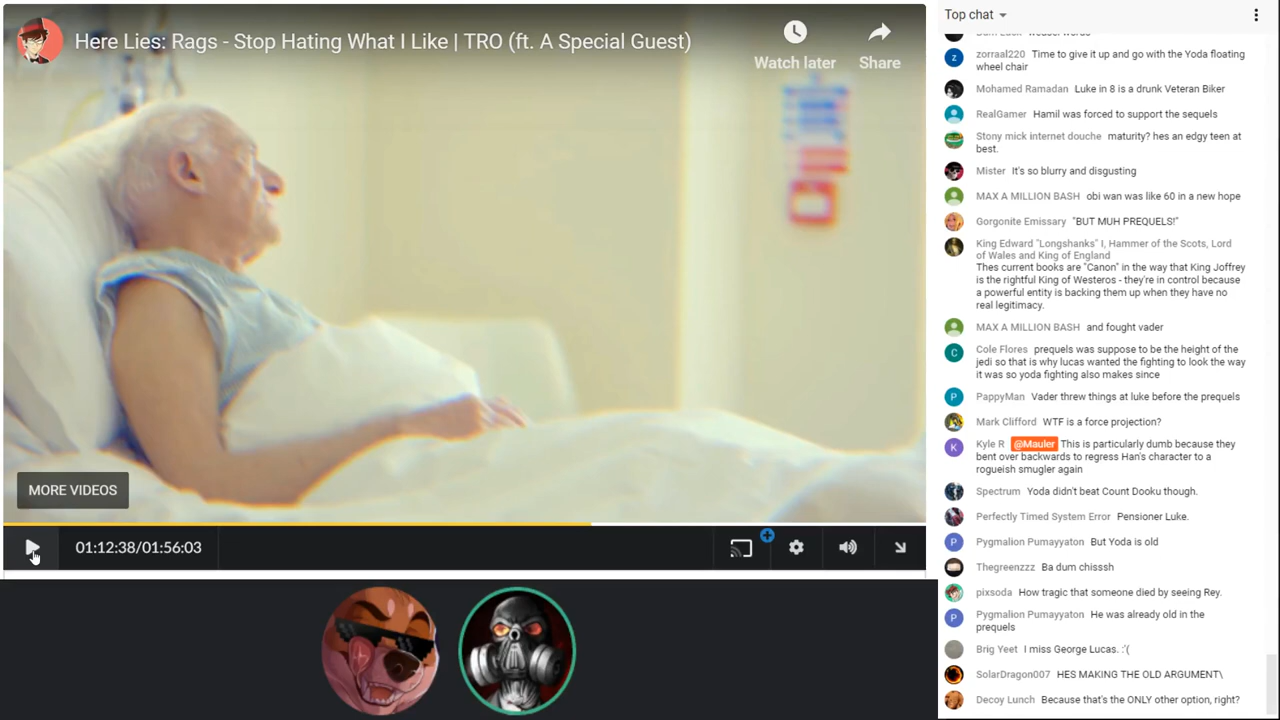 Here Lies: Rags - Stop Hating What I Like | TRO (ft. A Special Guest)
Watch later
Share
MORE VIDEOS
01:12:38/01:56:03
Top chat
zorraal220 Time to give it up and go with the Yoda floating
wheel chair
Mohamed Ramadan Luke in 8 is a drunk Veteran Biker
RealGamer Hamil was forced to support the sequels
Stony mick internet douche maturity? hes an edgy teen at
best.
Mister It's so blurry and disgusting
MAX A MILLION BASH obi wan was like 60 in a new hope
Gorgonite Emissary "BUT MUH PREQUELS!"
King Edward "Longshanks" I, Hammer of the Scots, Lord
of Wales and King of England
Thes current books are "Canon" in the way that King Joffrey
is the rightful King of Westeros - they're in control because
a powerful entity is backing them up when they have no
real legitimacy.
MAX A MILLION BASH and fought vader
C
Cole Flores prequels was suppose to be the height of the
jedi so that is why lucas wanted the fighting to look the way
it was so yoda fighting also makes since
P
PappyMan Vader threw things at luke before the prequels
Mark Clifford WTF is a force projection?
K
Kyle R @Mauler This is particularly dumb because they
bent over backwards to regress Han's character to a
rogueish smugler again
Spectrum Yoda didn't beat Count Dooku though.
Perfectly Timed System Error Pensioner Luke.
P
Pygmalion Pumayyaton But Yoda is old
Thegreenzzz Ba dum chisssh
pixsoda How tragic that someone died by seeing Rey.
P
Pygmalion Pumayyaton He was already old in the
prequels
Brig Yeet I miss George Lucas. :'(
SolarDragon007 HES MAKING THE OLD ARGUMENT\
Decoy Lunch Because that's the ONLY other option, right?